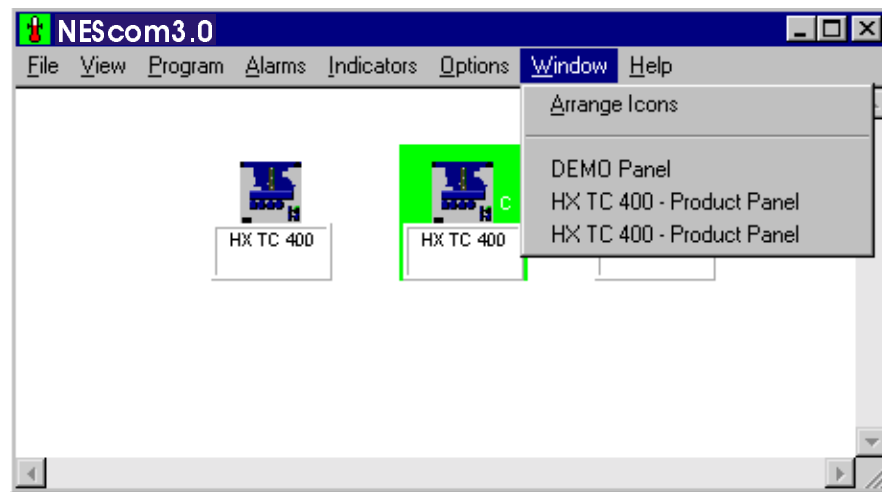 NEScom3.0
File View Program Alarms Indicators Options Window Help
Arrange Icons
DEMO Panel
HX TC 400 - Product Panel
HX TC 400 - Product Panel
C
HX TC 400 HX TC 400